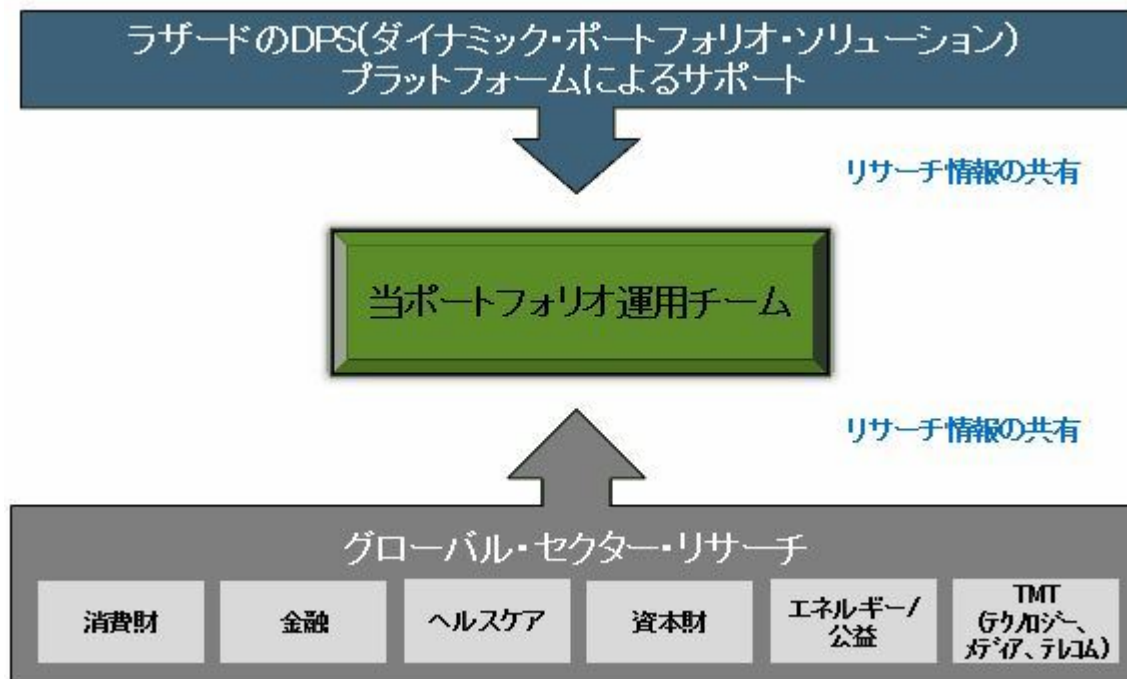 ラザードのDPS(ダイナミック・ポートフォリオ・ソリューション)
プラットフォームによるサポート
リサーチ情報の共有
当ポートフォリオ運用チーム
リサーチ情報の共有
グローバル・セクター・リサーチ
消費財
金融
ヘルスケア
資本財
エネルギー/
公益
TMT
(ﾃｸﾉﾛｼﾞｰ、
ﾒﾃﾞｨｱ、ﾃﾚｺﾑ)